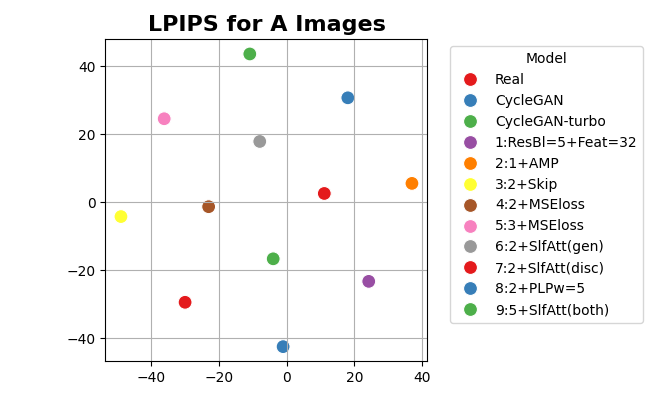 LPIPS for A Images
40
20
0
−20
−40
−40
−20
0
20
40
Model
Real
CycleGAN
CycleGAN-turbo
1:ResBl=5+Feat=32
2:1+AMP
3:2+Skip
4:2+MSEloss
5:3+MSEloss
6:2+SlfAtt(gen)
7:2+SlfAtt(disc)
8:2+PLPw=5
9:5+SlfAtt(both)